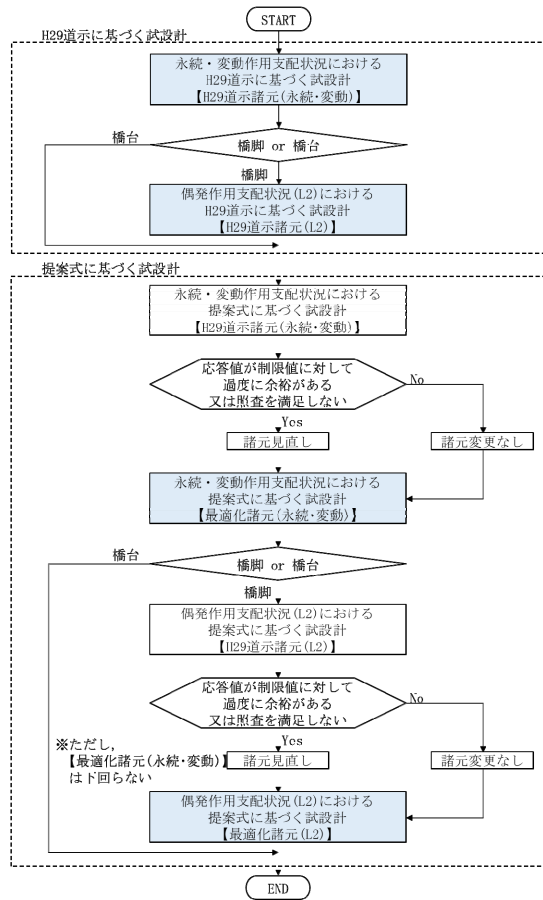 START
H29道示に基づく試設計
永続・変動作用支配状況における
H29道示に基づく試設計
【H29道示諸元(永続・変動)】
橋台
橋脚 or 橋台
橋脚
偶発作用支配状況(L2)における
H29道示に基づく試設計
【H29道示諸元(L2)】
提案式に基づく試設計
永続・変動作用支配状況における
提案式に基づく試設計
【H29道示諸元(永続・変動)】
応答値が制限値に対して
過度に余裕がある
又は照査を満足しない
No
Yes
諸元見直し
諸元変更なし
永続・変動作用支配状況における
提案式に基づく試設計
【最適化諸元(永続・変動)】
橋台
橋脚 or 橋台
橋脚
偶発作用支配状況(L2)における
提案式に基づく試設計
【H29道示諸元(L2)】
応答値が制限値に対して
過度に余裕がある
又は照査を満足しない
No
Yes
※ただし,
【最適化諸元(永続・変動)】
は下回らない
諸元見直し
諸元変更なし
偶発作用支配状況(L2)における
提案式に基づく試設計
【最適化諸元(L2)】
END